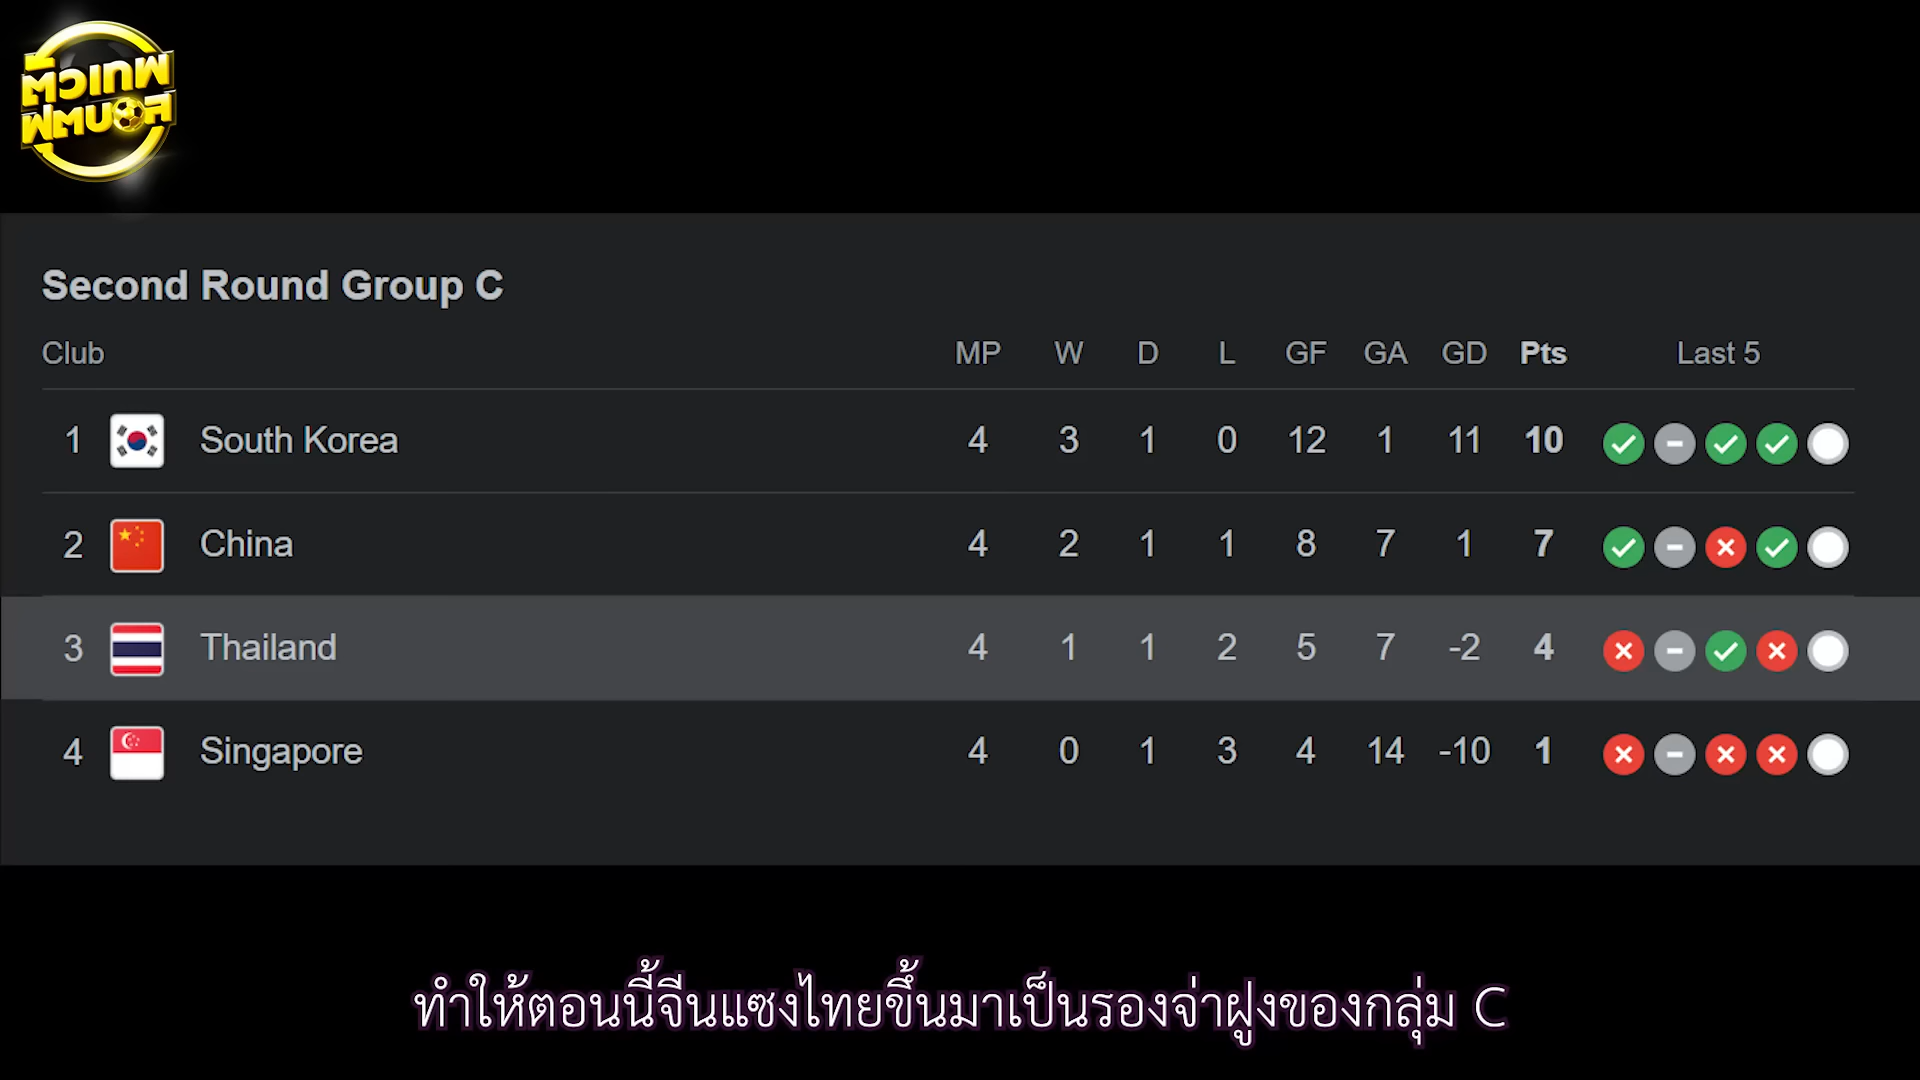 ติวเทพ
ฟุตบอล
Second Round Group C
Club MP W D L GF GA GD Pts Last 5
1 South Korea 4 3 1 0 12 1 11 10
2 China 4 2 1 1 8 7 1 7
3 Thailand 4 1 1 2 5 7 -2 4
4 Singapore 4 0 1 3 4 14 -10 1
ทำให้ตอนนี้จีนแซงไทยขึ้นมาเป็นรองจ่าฝูงของกลุ่ม C